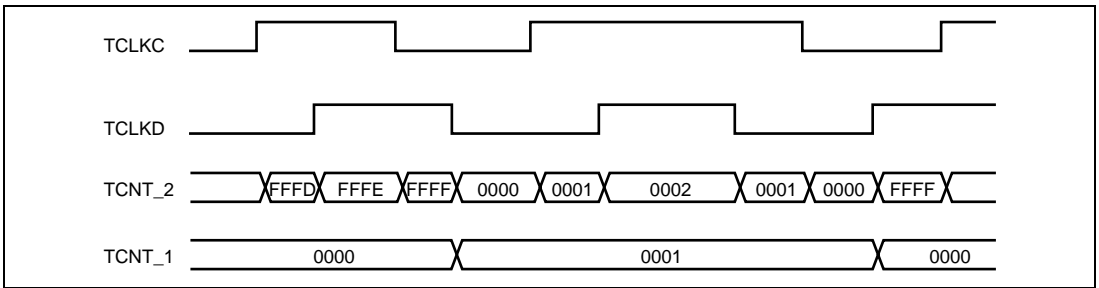 TCLKC
TCLKD
TCNT_2 FFFD FFFE FFFF 0000 0001 0002 0001 0000 FFFF
TCNT_1 0000 0001 0000